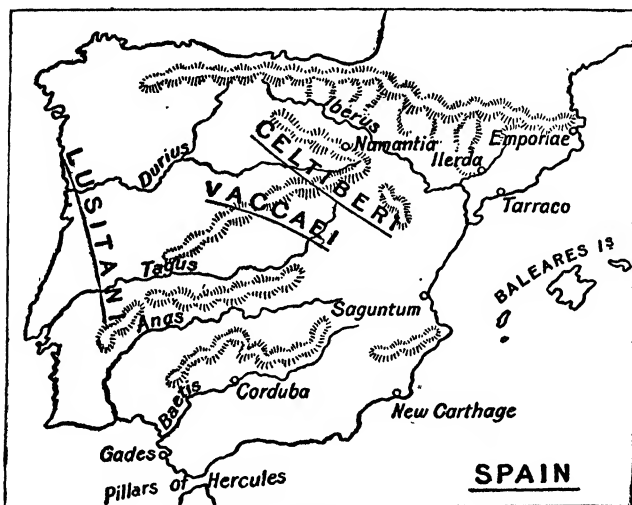 Iberus
CELTIBERI
Namantia
Ilerda
Emporiae
LUSITANI
Durius
VACCAEI
Tarraco
BALEARES Is
Tagus
Anas
Saguntum
Baetis
Corduba
New Carthage
Gades
Pillars of Hercules
SPAIN